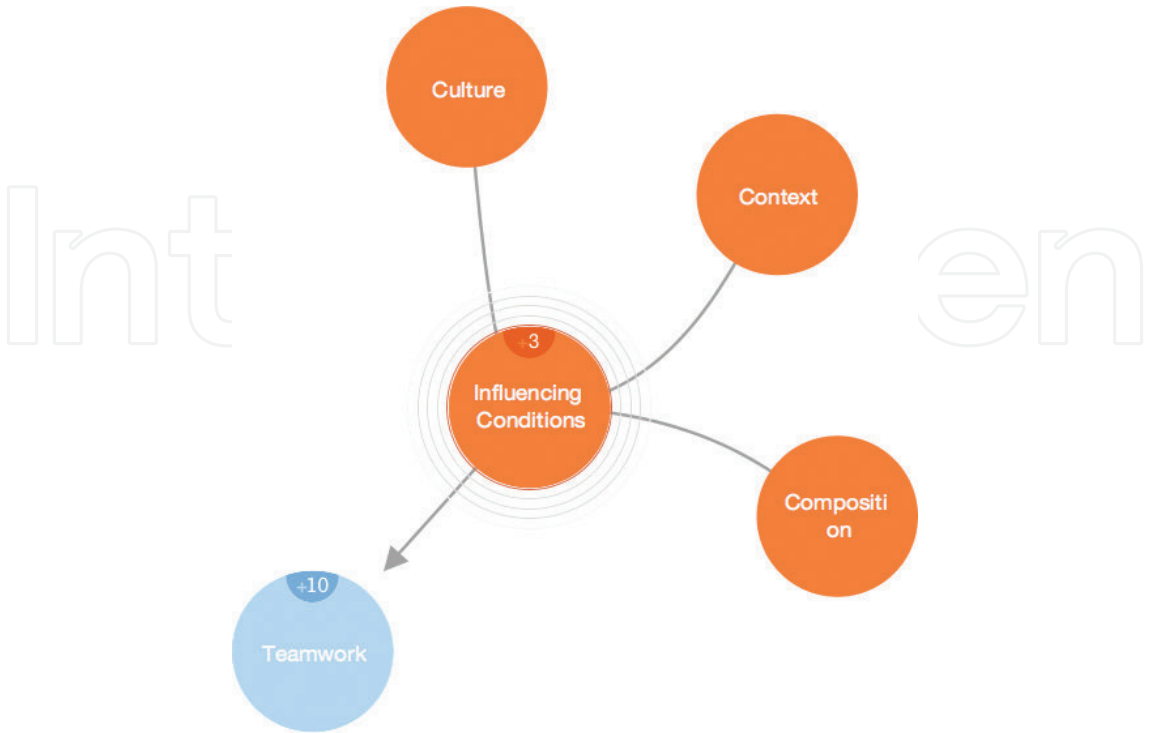 Culture
Context
Int
en
+3
Influencing
Conditions
Compositi
on
+10
Teamwork